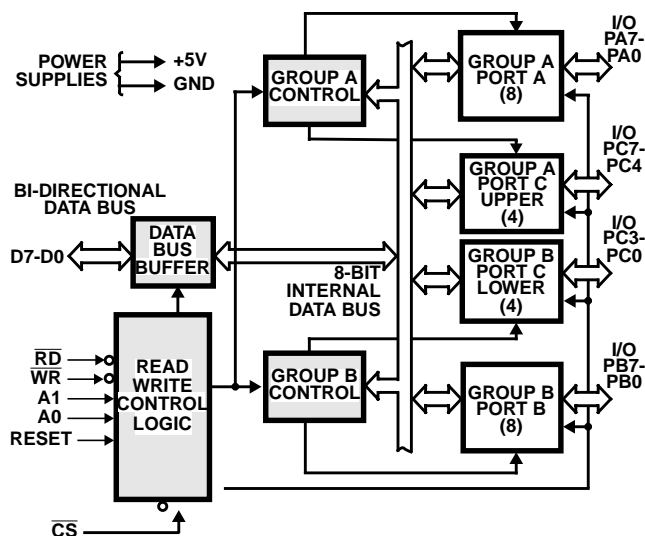 POWER
SUPPLIES
+5V
GND
GROUP A
CONTROL
GROUP A
PORT A
(8)
I/O
PA7-
PA0
GROUP A
PORT C
UPPER
(4)
I/O
PC7-
PC4
BI-DIRECTIONAL
DATA BUS
D7-D0
DATA
BUS
BUFFER
8-BIT
INTERNAL
DATA BUS
GROUP B
PORT C
LOWER
(4)
I/O
PC3-
PC0
RD
WR
A1
A0
RESET
READ
WRITE
CONTROL
LOGIC
GROUP B
CONTROL
GROUP B
PORT B
(8)
I/O
PB7-
PB0
CS